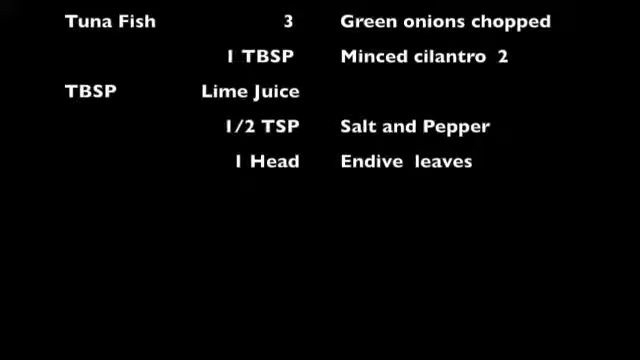 Tuna Fish 3 Green onions chopped
1 TBSP Minced cilantro 2
TBSP Lime Juice
1/2 TSP Salt and Pepper
1 Head Endive leaves